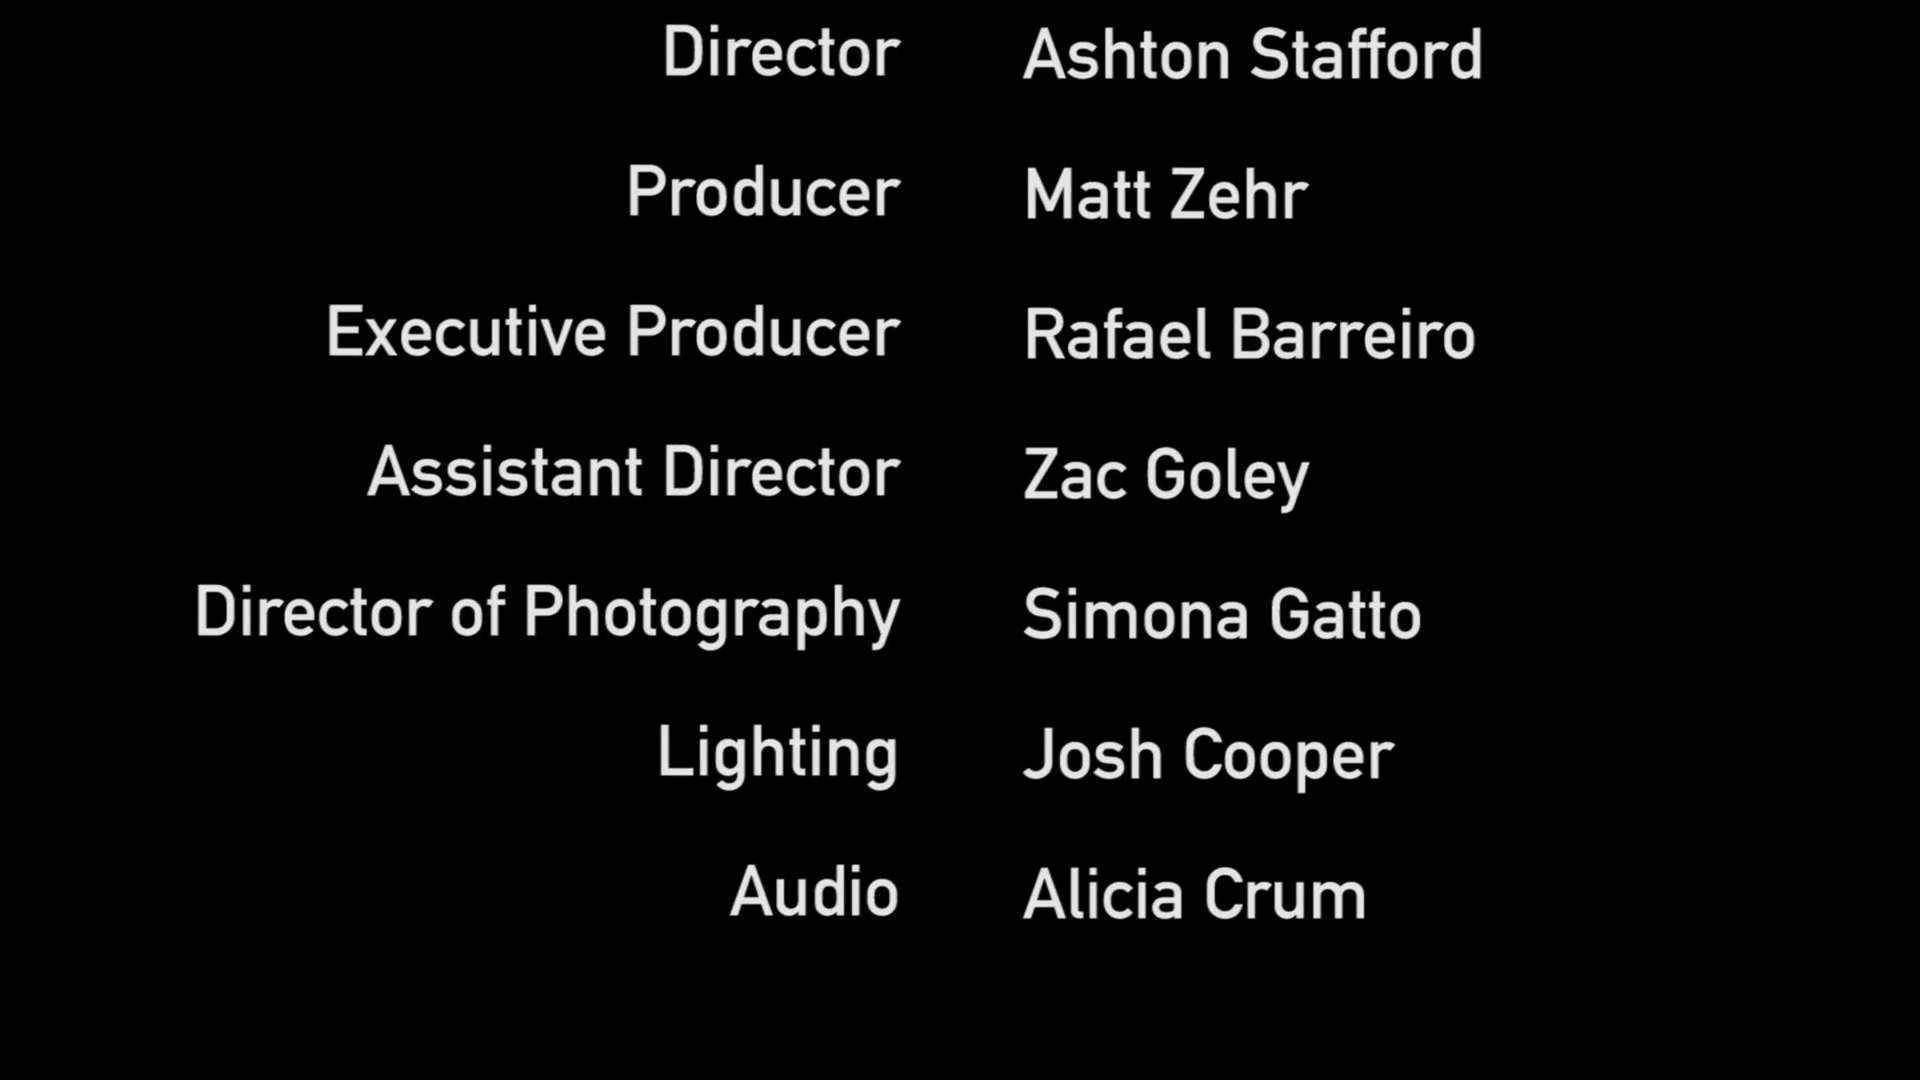 Director Ashton Stafford
Producer Matt Zehr
Executive Producer Rafael Barreiro
Assistant Director Zac Goley
Director of Photography Simona Gatto
Lighting Josh Cooper
Audio Alicia Crum